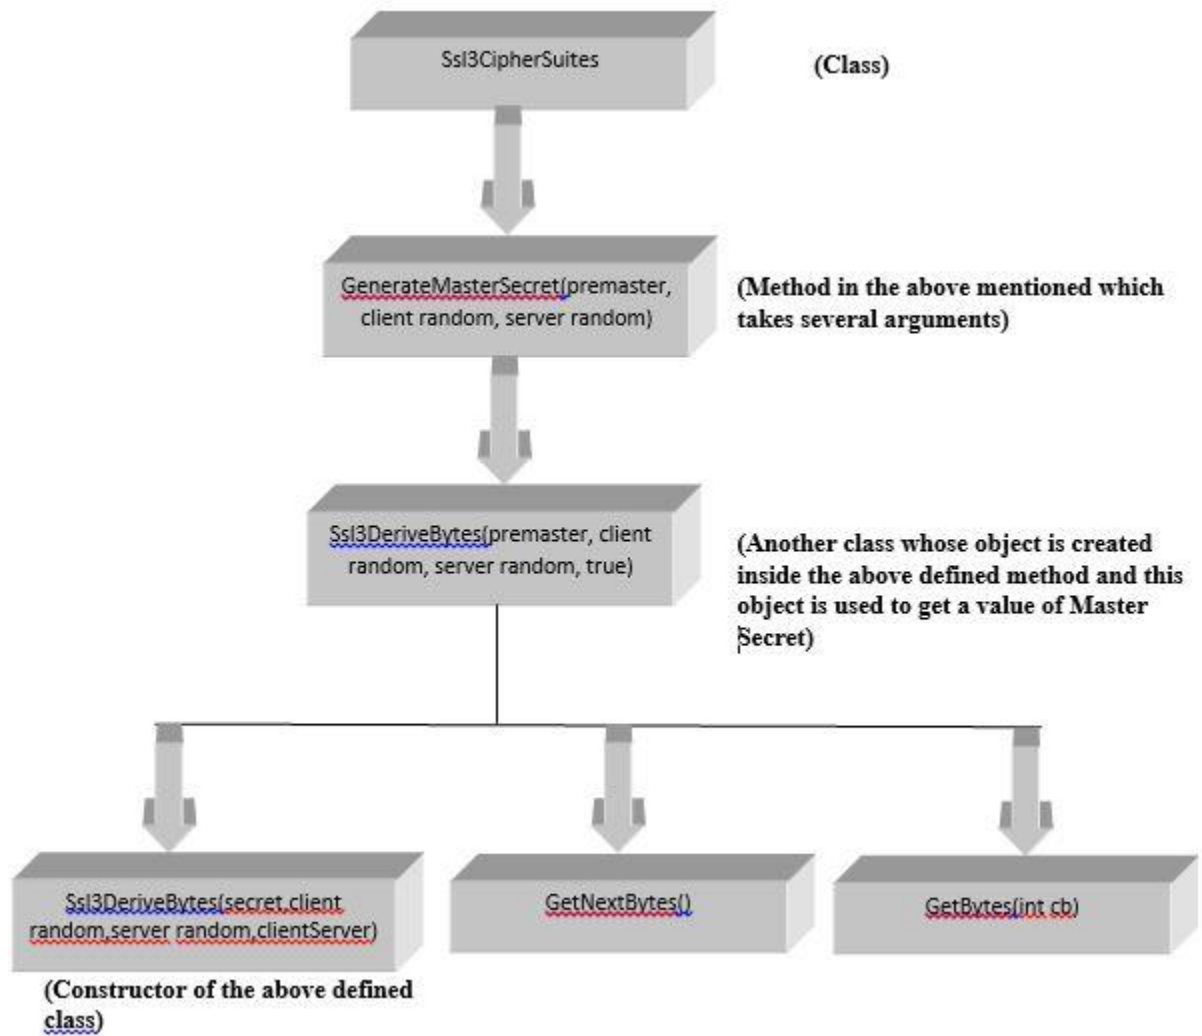 Ssl3CipherSuites
(Class)
GenerateMasterSecret(premaster,
client random, server random)
(Method in the above mentioned which
takes several arguments)
Ssl3DeriveBytes(premaster, client
random, server random, true)
(Another class whose object is created
inside the above defined method and this
object is used to get a value of Master
Secret)
Ssl3DeriveBytes(secret,client
random,server random,clientServer)
GetNextBytes()
GetBytes(int cb)
(Constructor of the above defined
class)